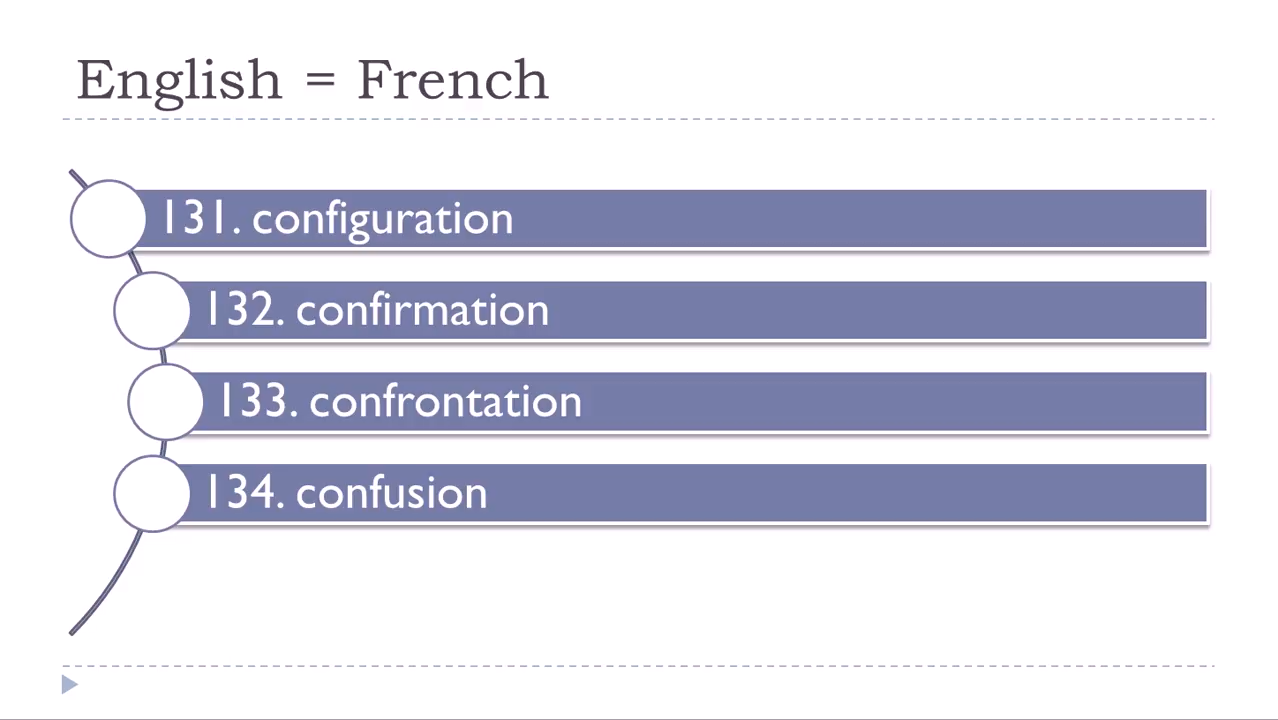 English = French
131. configuration
132. confirmation
133. confrontation
134. confusion